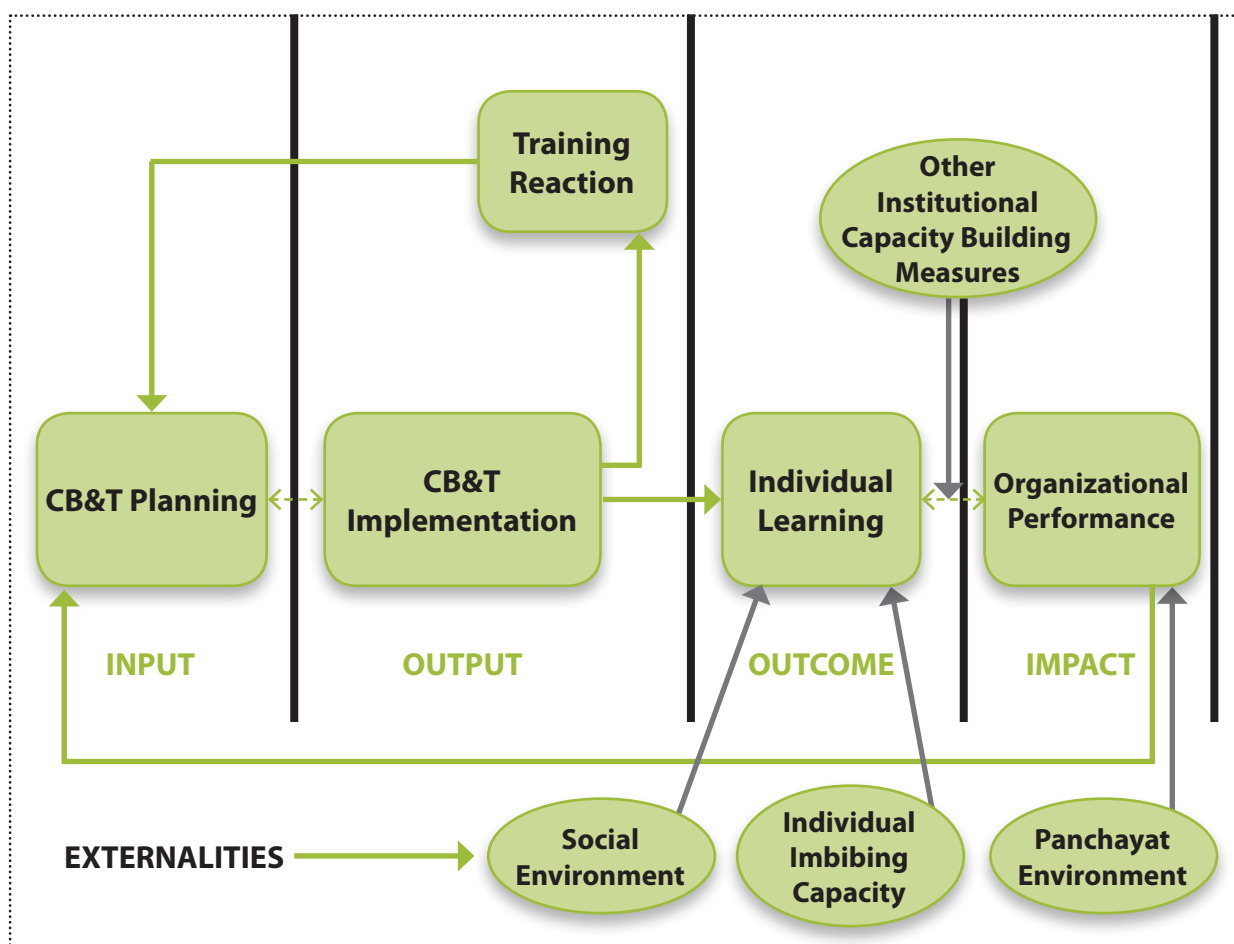 Training
Reaction
Other
Institutional
Capacity Building
Measures
CB&T Planning
CB&T
Implementation
Individual
Learning
Organizational
Performance
INPUT
OUTPUT
OUTCOME
IMPACT
EXTERNALITIES
Social
Environment
Individual
Imbibing
Capacity
Panchayat
Environment